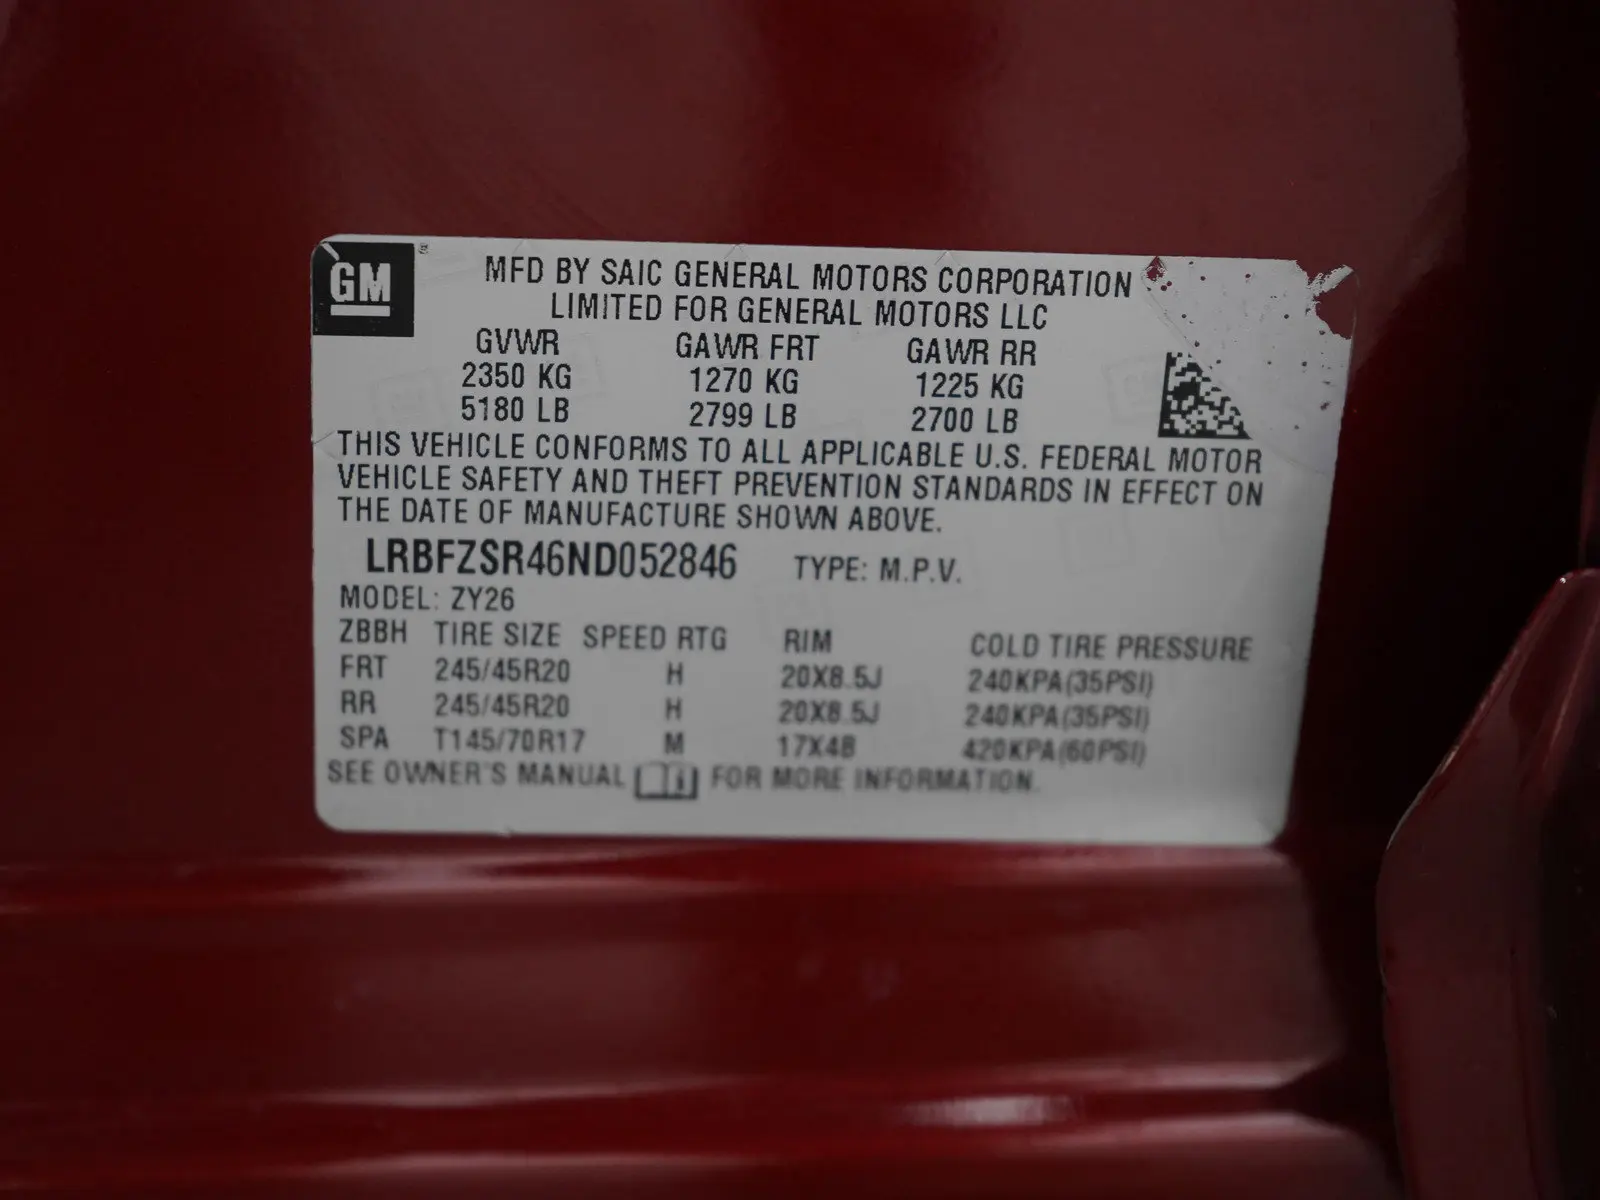 GM ®
MFD BY SAIC GENERAL MOTORS CORPORATION
LIMITED FOR GENERAL MOTORS LLC
GVWR GAWR FRT GAWR RR
2350 KG 1270 KG 1225 KG
5180 LB 2799 LB 2700 LB
THIS VEHICLE CONFORMS TO ALL APPLICABLE U.S. FEDERAL MOTOR
VEHICLE SAFETY AND THEFT PREVENTION STANDARDS IN EFFECT ON
THE DATE OF MANUFACTURE SHOWN ABOVE.
LRBFZSR46ND052846 TYPE: M.P.V.
MODEL: ZY26
ZBBH TIRE SIZE SPEED RTG RIM COLD TIRE PRESSURE
FRT 245/45R20 H 20X8.5J 240KPA(35PSI)
RR 245/45R20 H 20X8.5J 240KPA(35PSI)
SPA T145/70R17 M 17X4B 420KPA(60PSI)
SEE OWNER'S MANUAL FOR MORE INFORMATION.